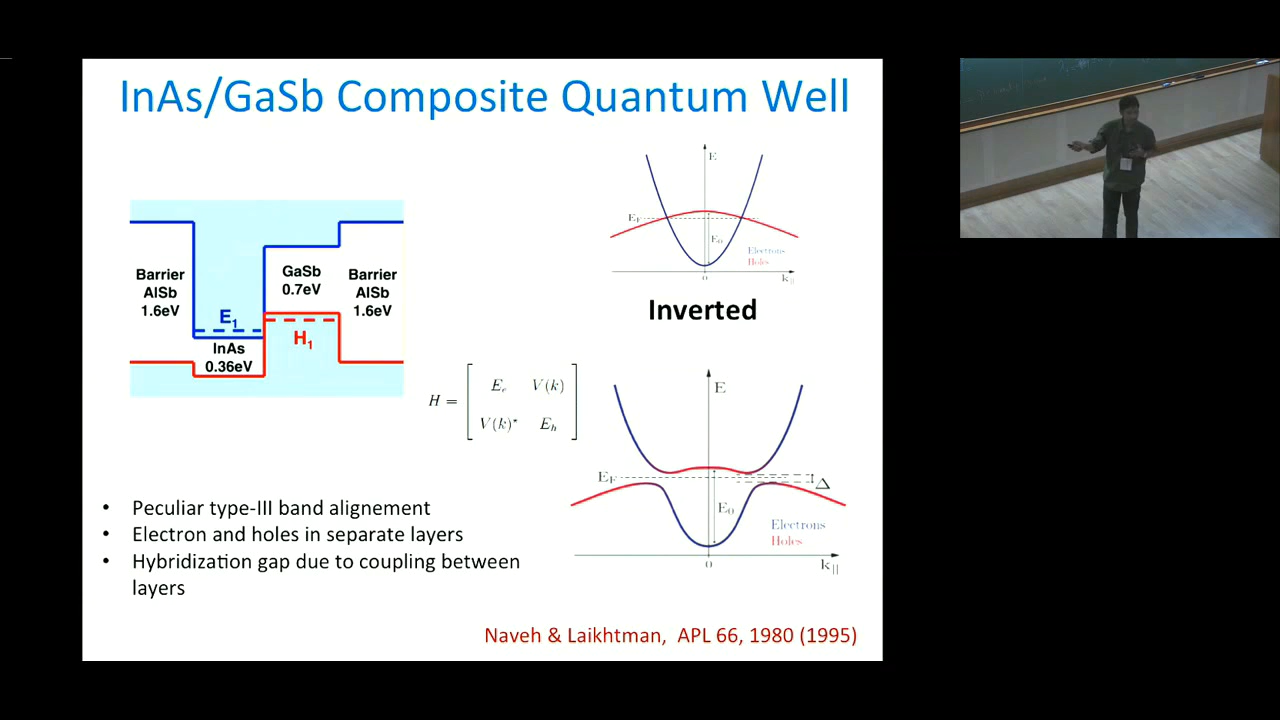 InAs/GaSb Composite Quantum Well
Barrier
AlSb
1.6eV
E1
InAs
0.36eV
GaSb
0.7eV
H1
Barrier
AlSb
1.6eV
E
EF
E0
Electrons
Holes
0
k||
Inverted
H = [ Ee V(k)
V(k)* Eh ]
E
EF
Δ
E0
Electrons
Holes
0
k||
• Peculiar type-III band alignement
• Electron and holes in separate layers
• Hybridization gap due to coupling between
layers
Naveh & Laikhtman, APL 66, 1980 (1995)